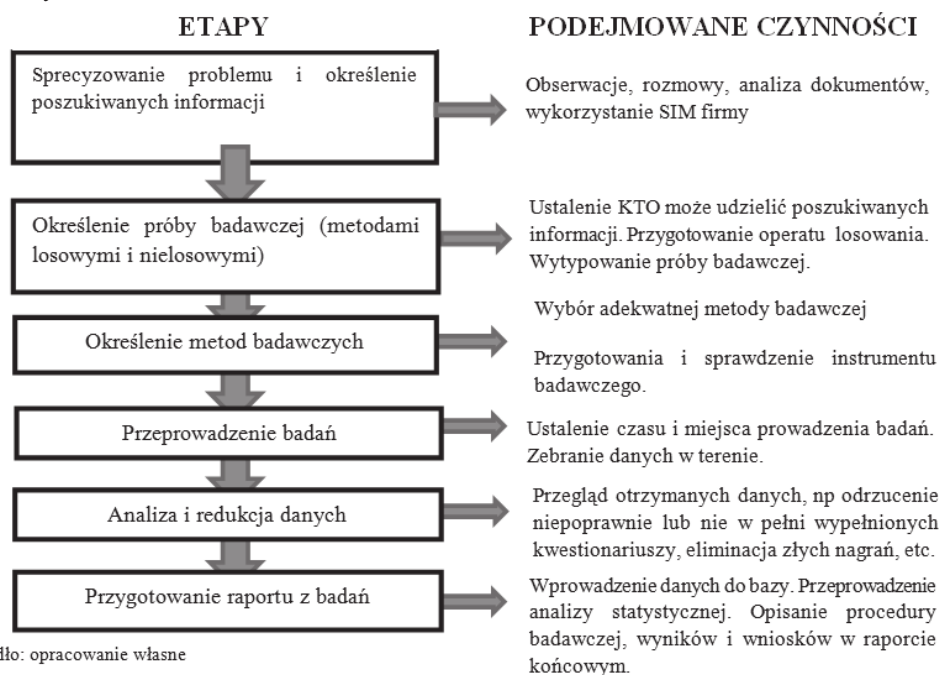 ETAPY
PODEJMOWANE CZYNNOŚCI
Sprecyzowanie problemu i określenie
poszukiwanych informacji
Obserwacje, rozmowy, analiza dokumentów,
wykorzystanie SIM firmy
Określenie próby badawczej (metodami
losowymi i nielosowymi)
Ustalenie KTO może udzielić poszukiwanych
informacji. Przygotowanie operatu losowania.
Wytypowanie próby badawczej.
Określenie metod badawczych
Wybór adekwatnej metody badawczej
Przygotowania i sprawdzenie instrumentu
badawczego.
Przeprowadzenie badań
Ustalenie czasu i miejsca prowadzenia badań.
Zebranie danych w terenie.
Analiza i redukcja danych
Przegląd otrzymanych danych, np odrzucenie
niepoprawnie lub nie w pełni wypełnionych
kwestionariuszy, eliminacja złych nagrań, etc.
Przygotowanie raportu z badań
Wprowadzenie danych do bazy. Przeprowadzenie
analizy statystycznej. Opisanie procedury
badawczej, wyników i wniosków w raporcie
końcowym.
dło: opracowanie własne